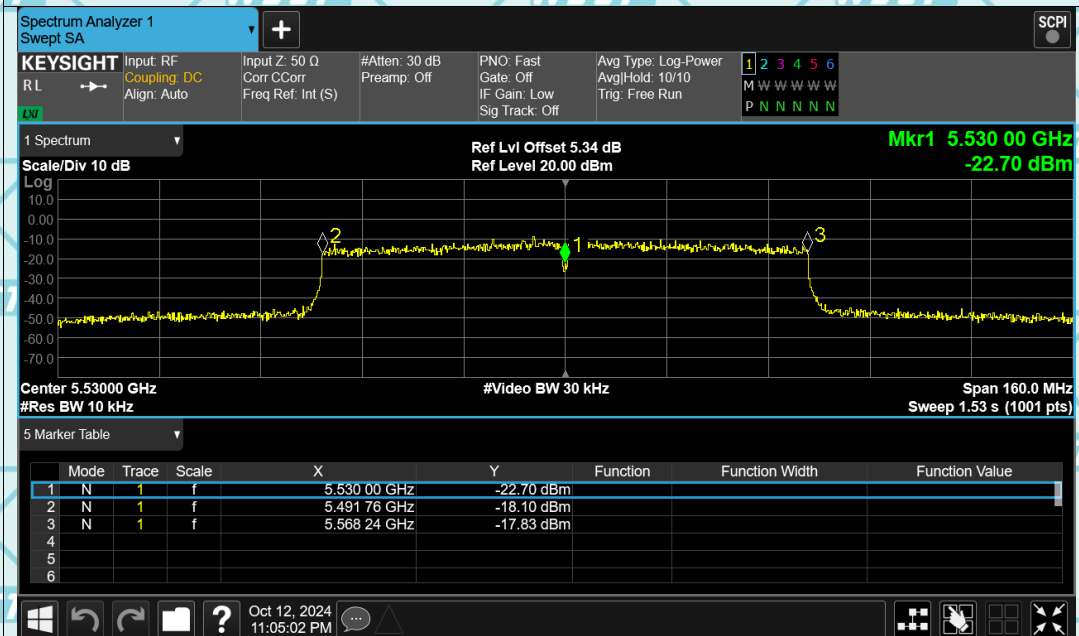 Spectrum Analyzer 1
Swept SA
+
SCPI
KEYSIGHT Input: RF Input Z: 50 Ω #Atten: 30 dB PNO: Fast Avg Type: Log-Power 1 2 3 4 5 6
RL Coupling: DC Corr CCorr Preamp: Off Gate: Off Avg|Hold: 10/10 M W W W W W
Align: Auto Freq Ref: Int (S) IF Gain: Low Trig: Free Run
LXI Sig Track: Off P N N N N N
1 Spectrum
Mkr1 5.530 00 GHz
Ref Lvl Offset 5.34 dB
Scale/Div 10 dB Ref Level 20.00 dBm -22.70 dBm
Log
10.0
0.00
-10.0
-20.0
-30.0
-40.0
-50.0
-60.0
-70.0
2 1 3
Center 5.53000 GHz #Video BW 30 kHz Span 160.0 MHz
#Res BW 10 kHz Sweep 1.53 s (1001 pts)
5 Marker Table
Mode Trace Scale X Y Function Function Width Function Value
1 N 1 f 5.530 00 GHz -22.70 dBm
2 N 1 f 5.491 76 GHz -18.10 dBm
3 N 1 f 5.568 24 GHz -17.83 dBm
4
5
6
? Oct 12, 2024
11:05:02 PM